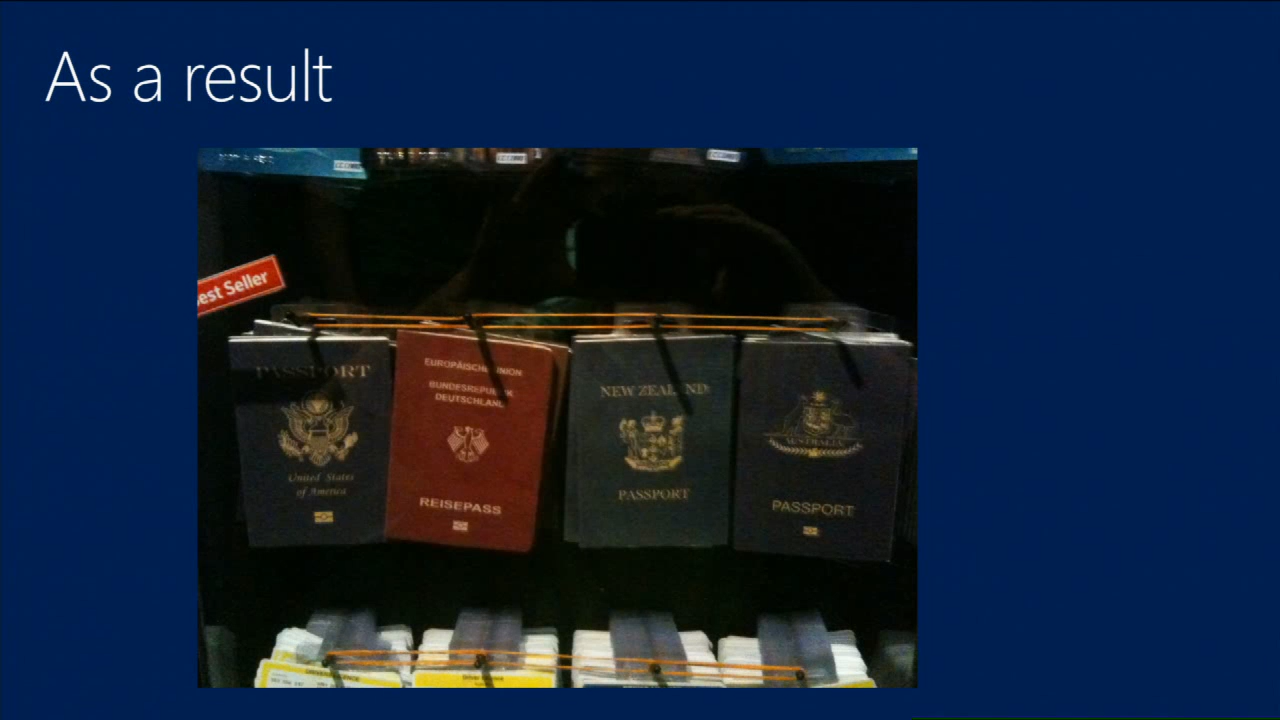 As a result
est Seller
PASSPORT
United States
of America
EUROPÄISCHE UNION
BUNDESREPUBLIK
DEUTSCHLAND
REISEPASS
NEW ZEALAND
PASSPORT
AUSTRALIA
PASSPORT